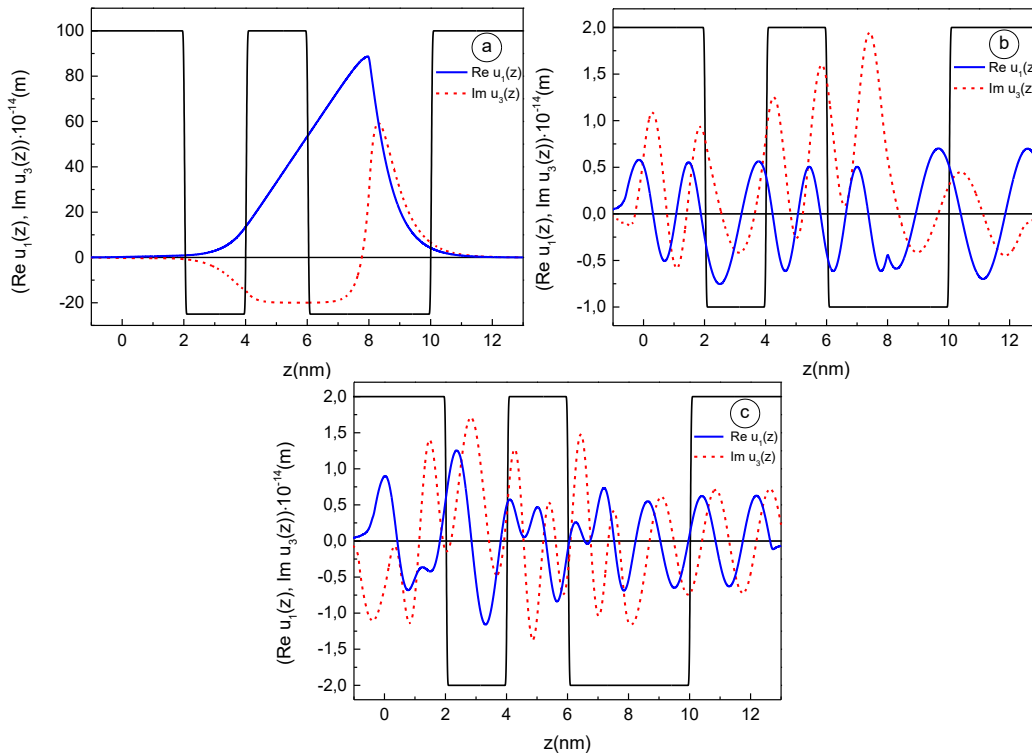 a
Re u₁(z)
Im u₃(z)
(Re u₁(z), Im u₃(z))·10⁻¹⁴(m)
100
80
60
40
20
0
-20
0 2 4 6 8 10 12
z(nm)
b
Re u₁(z)
Im u₃(z)
(Re u₁(z), Im u₃(z))·10⁻¹⁴(m)
2,0
1,5
1,0
0,5
0,0
-0,5
-1,0
0 2 4 6 8 10 12
z(nm)
c
Re u₁(z)
Im u₃(z)
(Re u₁(z), Im u₃(z))·10⁻¹⁴(m)
2,0
1,5
1,0
0,5
0,0
-0,5
-1,0
-1,5
-2,0
0 2 4 6 8 10 12
z(nm)